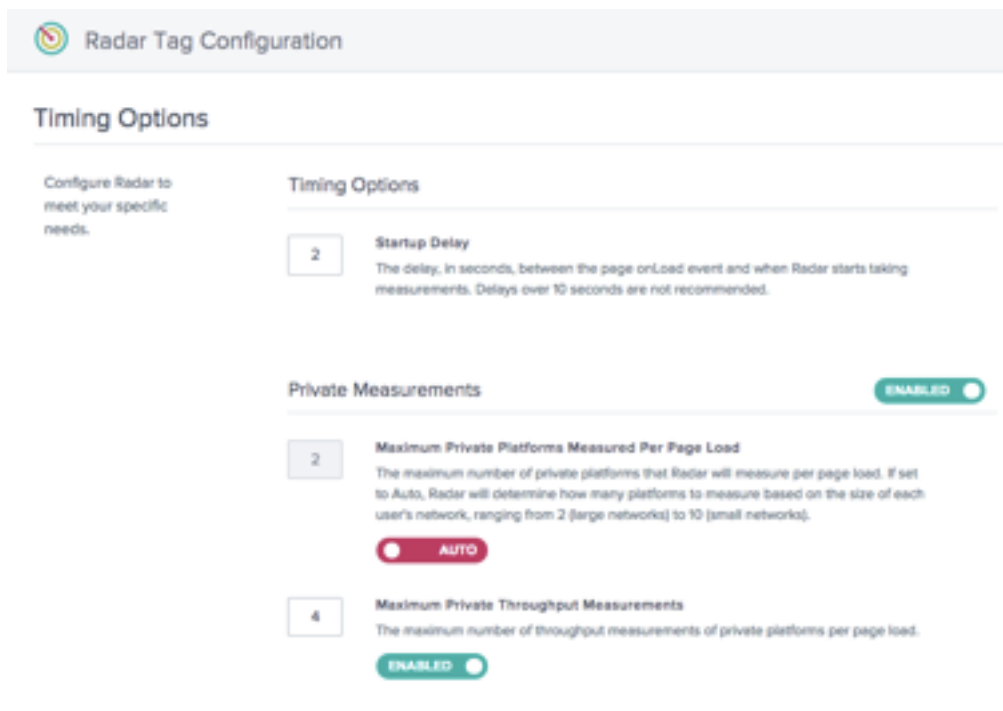 Radar Tag Configuration
Timing Options
Configure Radar to
meet your specific
needs.
Timing Options
2
Startup Delay
The delay, in seconds, between the page onLoad event and when Radar starts taking
measurements. Delays over 10 seconds are not recommended.
Private Measurements
ENABLED
2
Maximum Private Platforms Measured Per Page Load
The maximum number of private platforms that Radar will measure per page load. If set
to Auto, Radar will determine how many platforms to measure based on the size of each
user's network, ranging from 2 (large networks) to 10 (small networks).
AUTO
4
Maximum Private Throughput Measurements
The maximum number of throughput measurements of private platforms per page load.
ENABLED